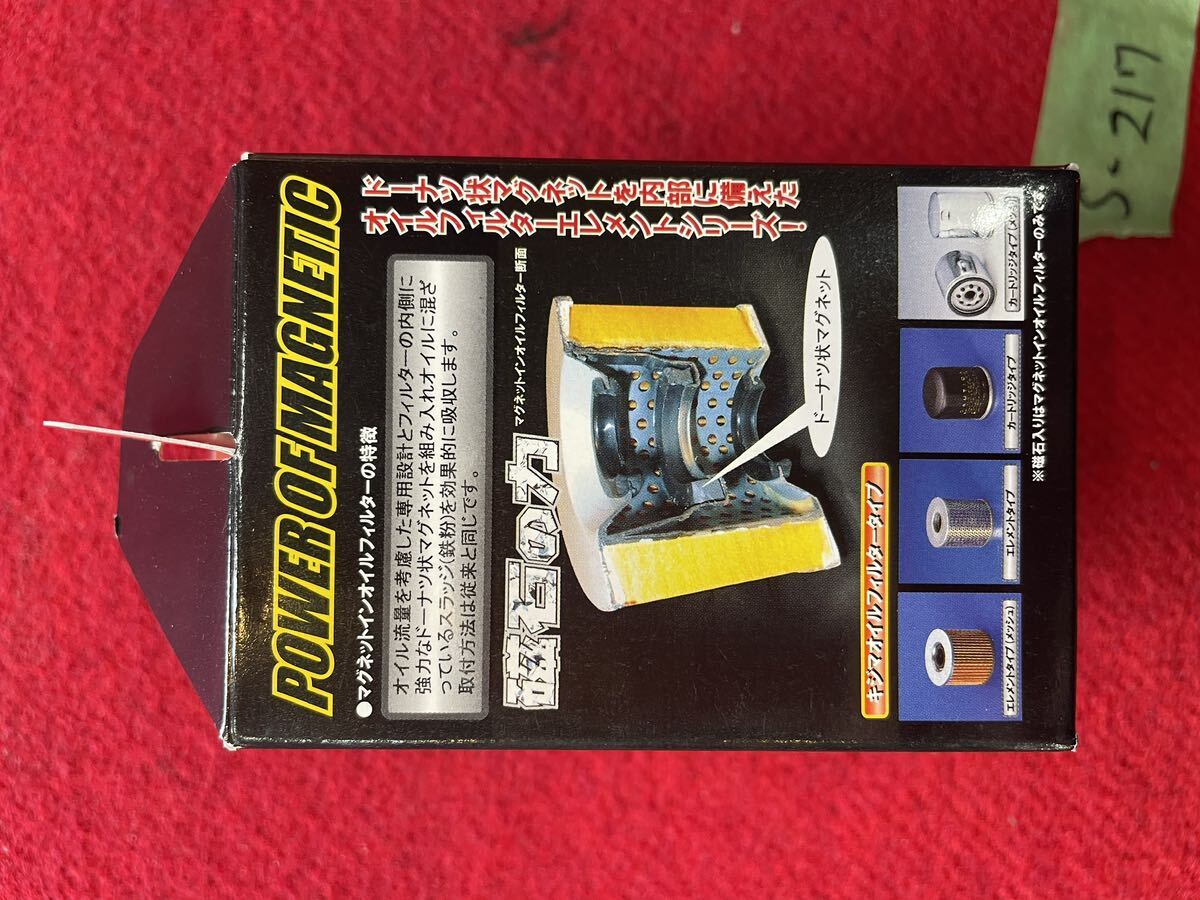 S-217
POWER OF MAGNETIC
ドーナツ状マグネットを内部に備えた
オイルフィルターエレメントシリーズ!
●マグネットインオイルフィルターの特徴
オイル流量を考慮した専用設計とフィルターの内側に
強力なドーナツ状マグネットを組み入れオイルに混ざ
っているスラッジ(鉄粉)を効果的に吸収します。
取付方法は従来と同じです。
磁石の力
マグネットインオイルフィルター断面
ドーナツ状マグネット
キジマオイルフィルタータイプ
エレメントタイプ(メッシュ)
エレメントタイプ
カートリッジタイプ
カートリッジタイプ(メッキ)
※磁石入りはマグネットインオイルフィルターのみです